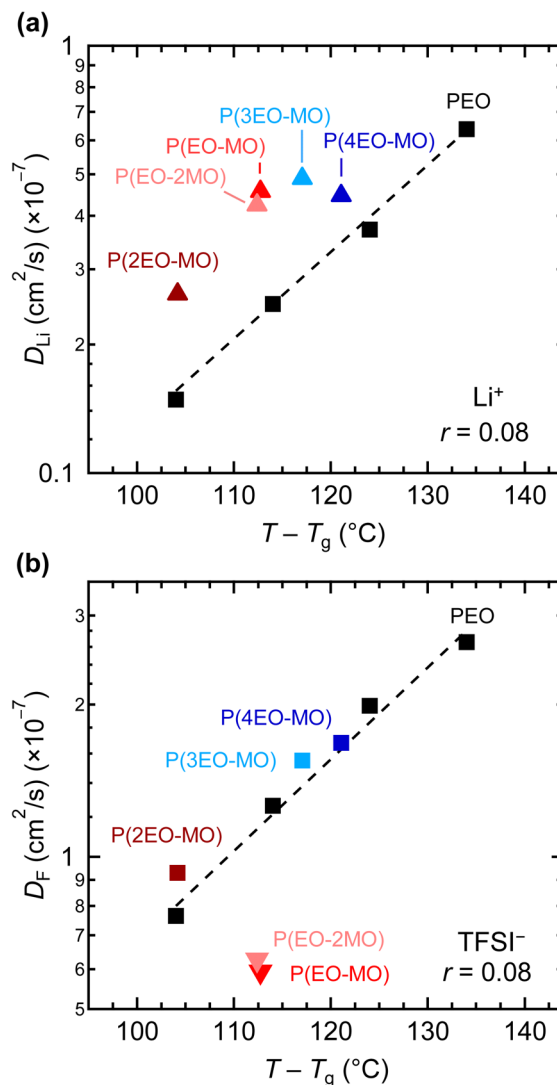 (a)
1
9
8
7
6
5
4
3
2
0.1
D_Li (cm²/s) (×10⁻⁷)
PEO
P(3EO-MO)
P(EO-MO)
P(4EO-MO)
P(EO-2MO)
P(2EO-MO)
Li⁺
r = 0.08
100 110 120 130 140
T – T_g (°C)
(b)
3
2
1
9
8
7
6
5
D_F (cm²/s) (×10⁻⁷)
PEO
P(4EO-MO)
P(3EO-MO)
P(2EO-MO)
P(EO-2MO)
P(EO-MO)
TFSI⁻
r = 0.08
100 110 120 130 140
T – T_g (°C)